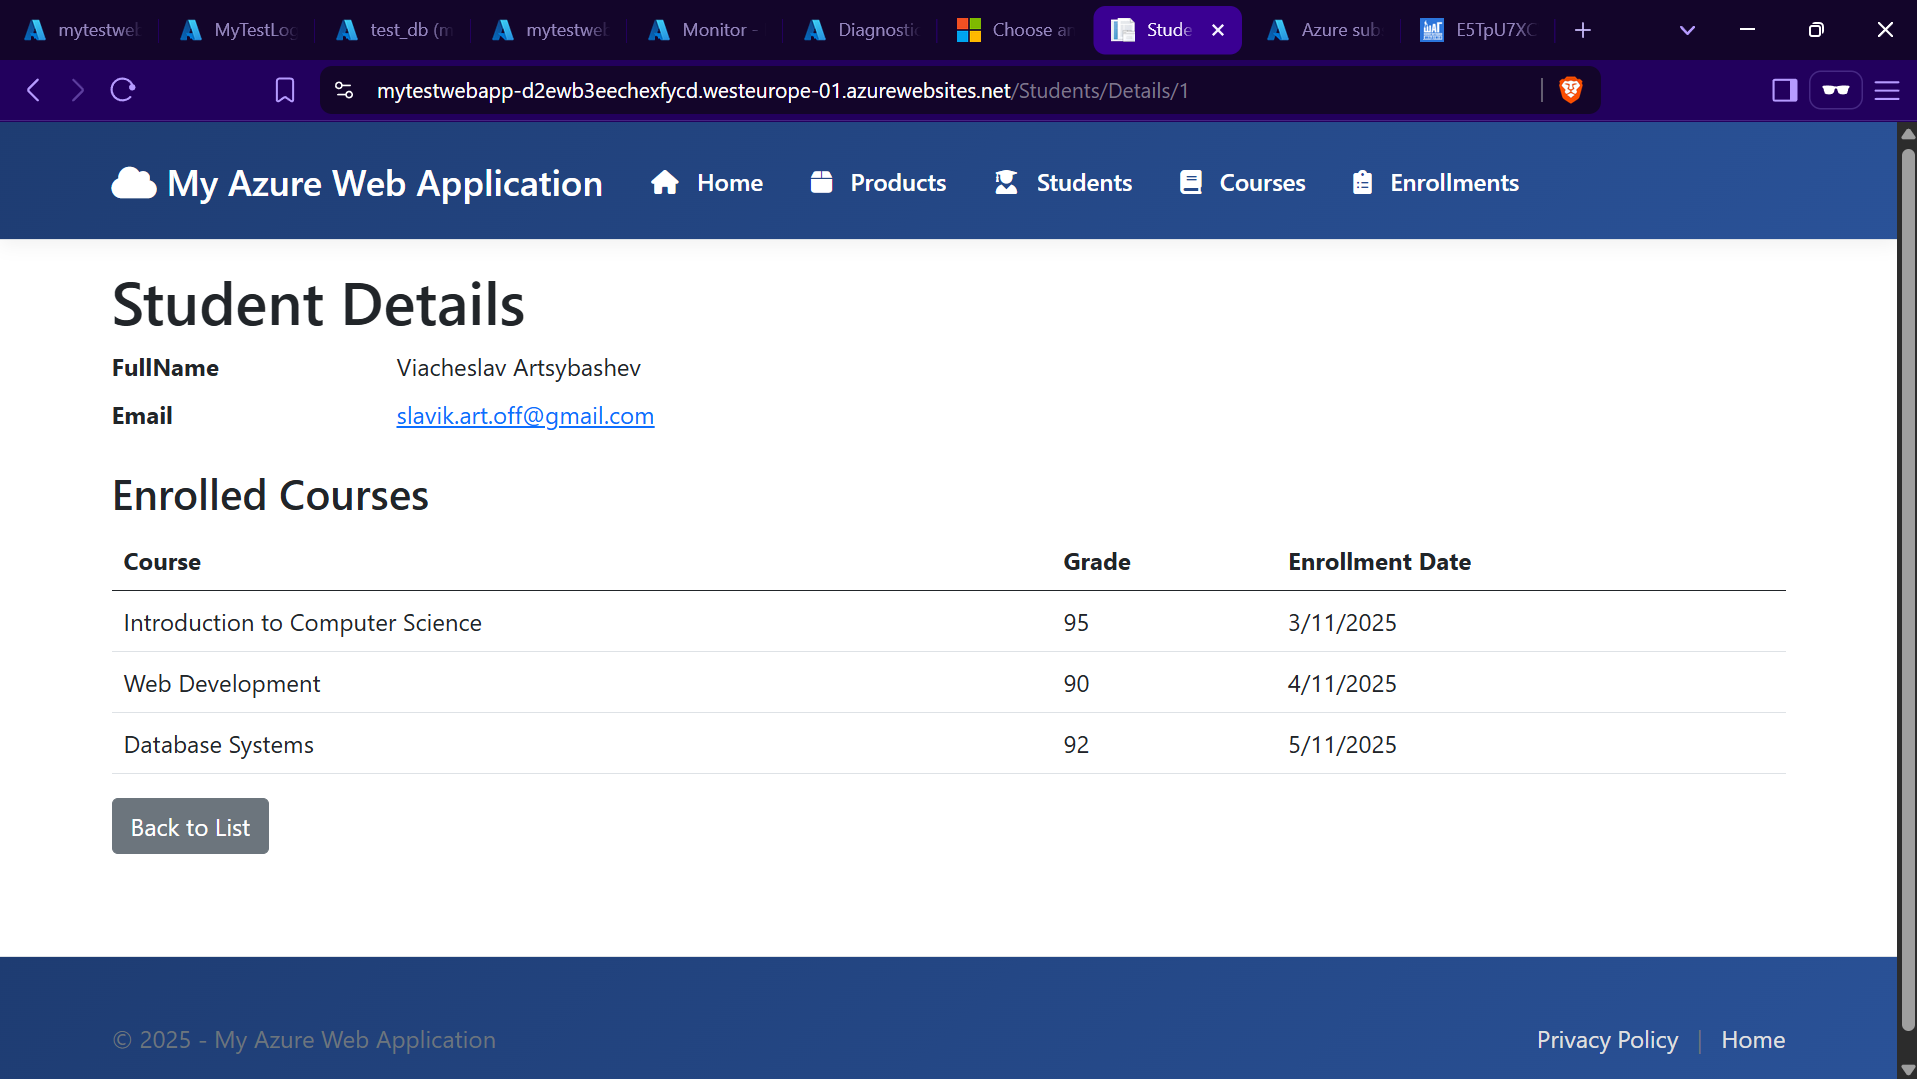 mytestweb
MyTestLog
test_db (m
mytestweb
Monitor -
Diagnostic
Choose an
Stude
Azure sub
E5TpU7XC
mytestwebapp-d2ewb3eechexfycd.westeurope-01.azurewebsites.net/Students/Details/1
My Azure Web Application
Home
Products
Students
Courses
Enrollments
Student Details
FullName Viacheslav Artsybashev
Email slavik.art.off@gmail.com
Enrolled Courses
Course Grade Enrollment Date
Introduction to Computer Science 95 3/11/2025
Web Development 90 4/11/2025
Database Systems 92 5/11/2025
Back to List
© 2025 - My Azure Web Application
Privacy Policy | Home